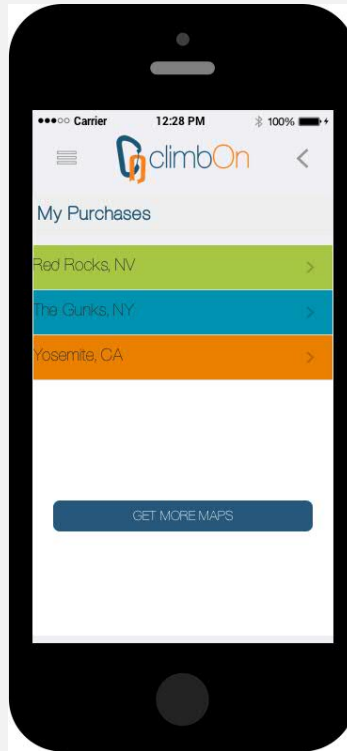 Carrier 12:28 PM 100%
climbOn
My Purchases
Red Rocks, NV
The Gunks, NY
Yosemite, CA
GET MORE MAPS